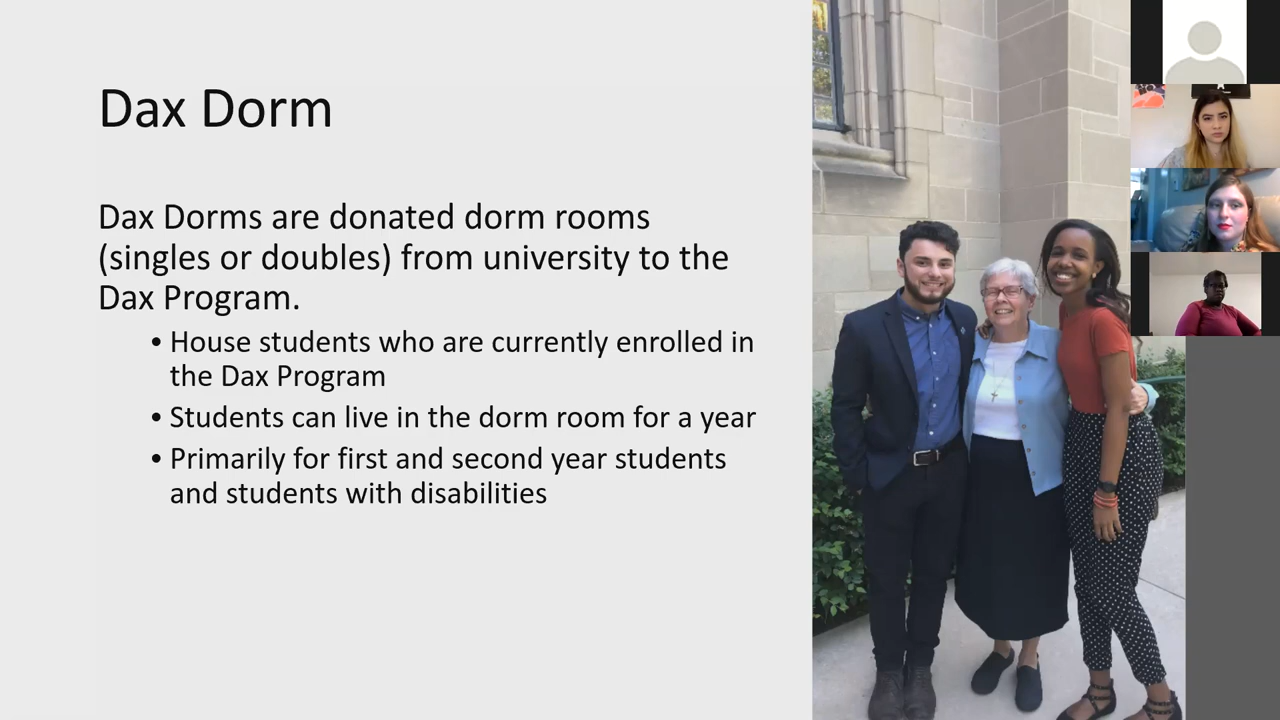 Dax Dorm
Dax Dorms are donated dorm rooms
(singles or doubles) from university to the
Dax Program.
• House students who are currently enrolled in
the Dax Program
• Students can live in the dorm room for a year
• Primarily for first and second year students
and students with disabilities